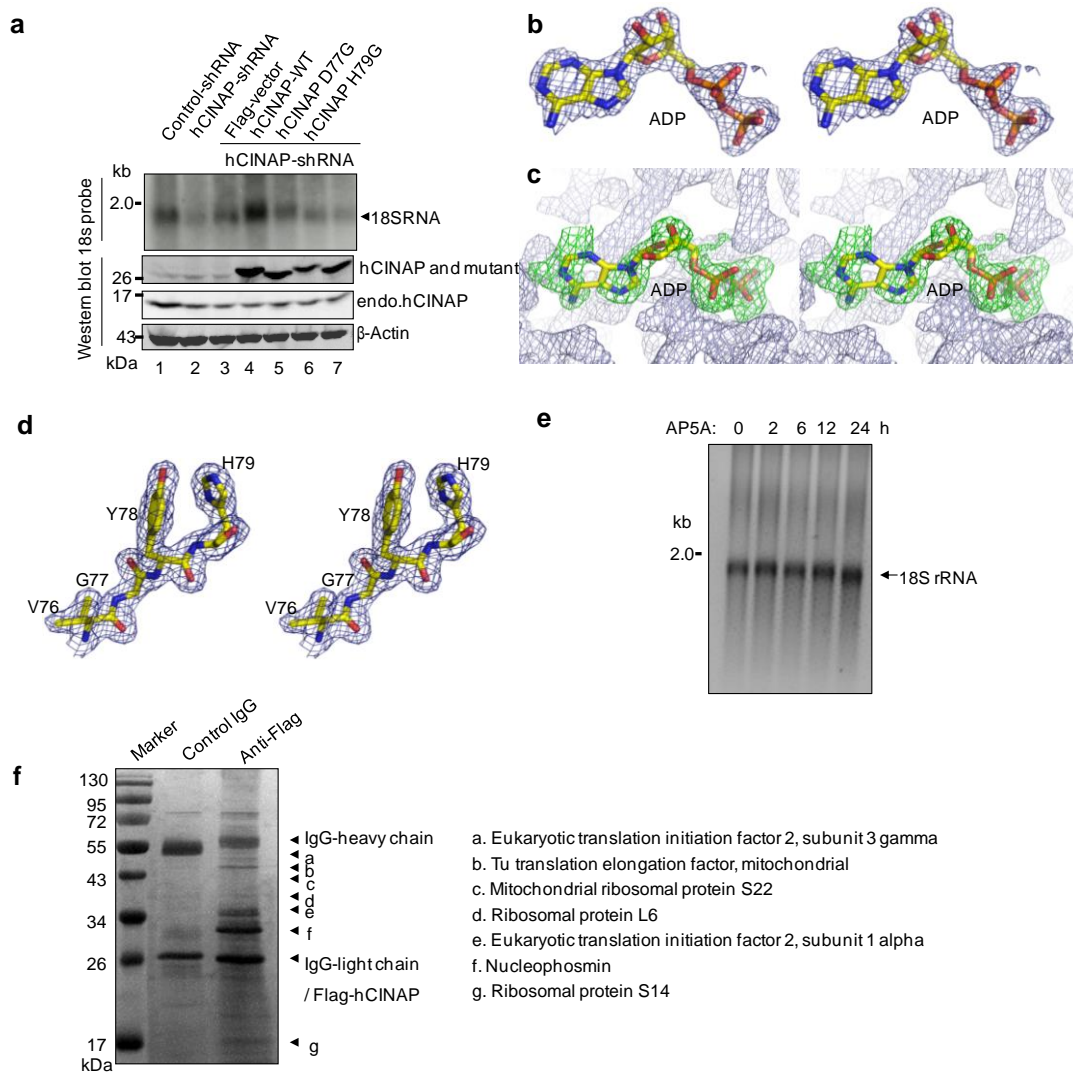 a
Control-shRNA
hCINAP-shRNA
Flag-vector
hCINAP-WT
hCINAP D77G
hCINAP H79G
hCINAP-shRNA
kb
2.0
18SRNA
18s probe
Western blot
hCINAP and mutant
26
17
endo.hCINAP
43
β-Actin
kDa
1 2 3 4 5 6 7
b
ADP ADP
c
ADP ADP
d
H79 H79
Y78 Y78
G77 G77
V76 V76
e
AP5A: 0 2 6 12 24 h
kb
2.0
18S rRNA
f
Marker
Control IgG
Anti-Flag
130
95
72
55
43
34
26
17
kDa
IgG-heavy chain
a
b
c
d
e
f
IgG-light chain
/ Flag-hCINAP
g
a. Eukaryotic translation initiation factor 2, subunit 3 gamma
b. Tu translation elongation factor, mitochondrial
c. Mitochondrial ribosomal protein S22
d. Ribosomal protein L6
e. Eukaryotic translation initiation factor 2, subunit 1 alpha
f. Nucleophosmin
g. Ribosomal protein S14